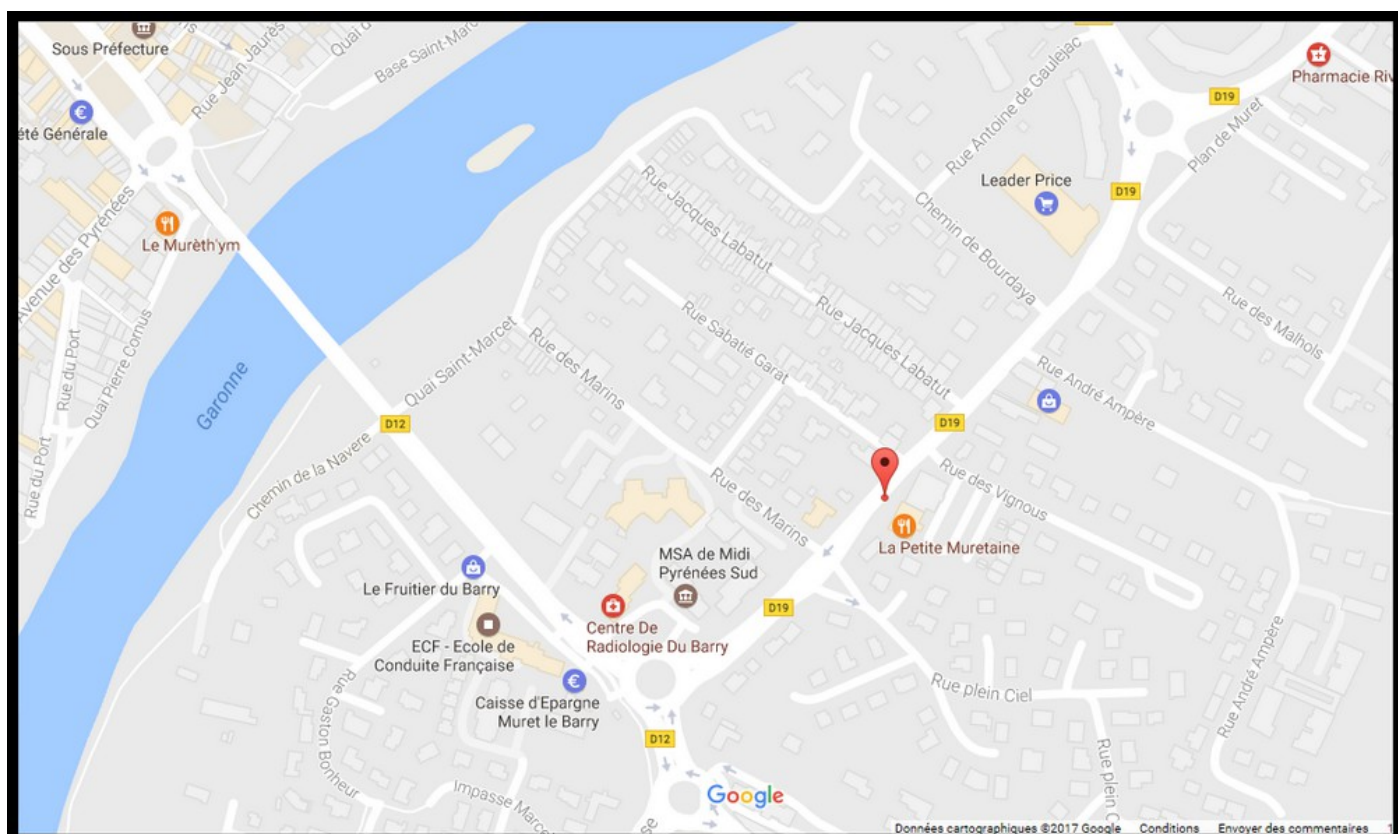 Sous Préfecture
Rue Jean Jaurès
Quai d
Base Saint-Marc
été Générale
Avenue des Pyrénées
Le Murèth'ym
Rue du Port
Quai Pierre Cornus
Rue du Port
Garonne
D12
Quai Saint-Marcet
Chemin de la Navere
Rue des Marins
Rue Jacques Labatut
Rue Sabatié Garat
Rue Jacques Labatut
Rue Antoine de Gaulejac
Chemin de Bourdaya
Leader Price
D19
D19
Pharmacie Riv
Plan de Muret
Rue des Malhols
Rue André Ampère
D19
Rue des Vignous
La Petite Muretaine
Rue des Marins
MSA de Midi
Pyrénées Sud
D19
Le Fruitier du Barry
Centre De
Radiologie Du Barry
ECF - Ecole de
Conduite Française
Caisse d'Epargne
Muret le Barry
Rue Gaston Bonheur
Impasse Marce
D12
Rue plein Ciel
Rue plein C
Rue André Ampère
Google
Données cartographiques ©2017 Google Conditions Envoyer des commentaires